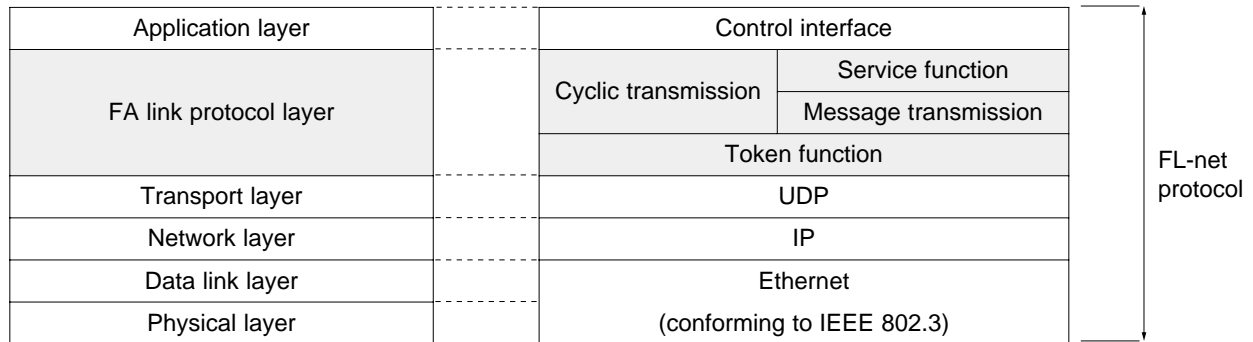 Application layer
Control interface
FA link protocol layer
Cyclic transmission
Service function
Message transmission
Token function
Transport layer
UDP
Network layer
IP
Data link layer
Ethernet
Physical layer
(conforming to IEEE 802.3)
FL-net
protocol